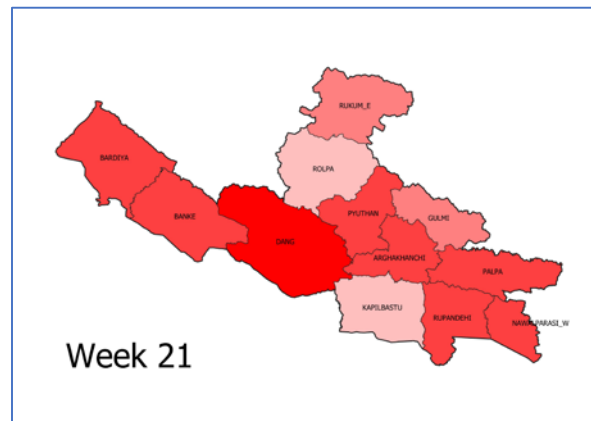 RUKUM_E
ROLPA
BARDIYA
BANKE
PYUTHAN
GULMI
DANG
ARGHAKHANCHI
PALPA
KAPILBASTU
RUPANDEHI
NAWALPARASI_W
Week 21